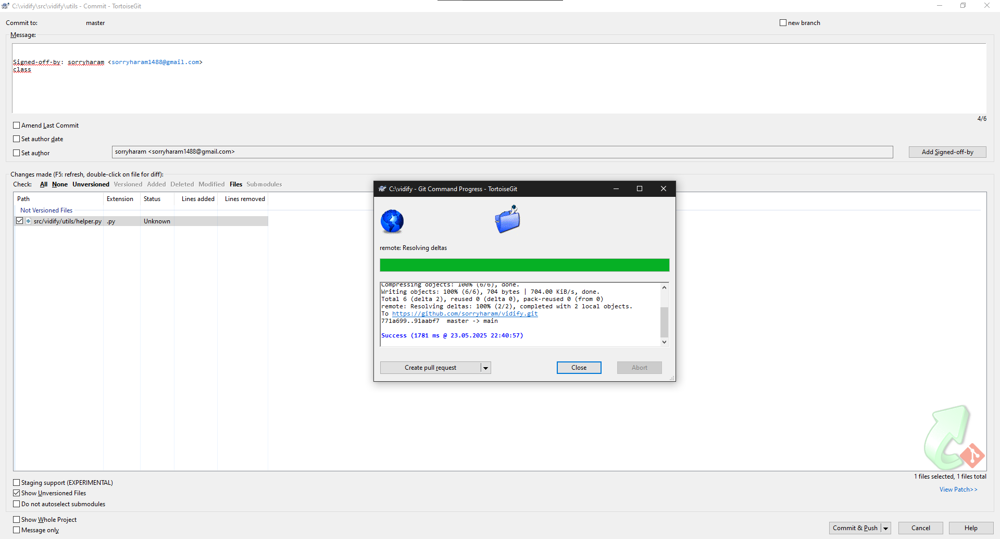 C:\vidify\src\vidify\utils - Commit - TortoiseGit
Commit to:
master
new branch
Message:
Signed-off-by: sorryharam <sorryharam1488@gmail.com>
class
4/6
Amend Last Commit
Set author date
Set author
sorryharam <sorryharam1488@gmail.com>
Add Signed-off-by
Changes made (F5: refresh, double-click on file for diff):
Check: All None Unversioned Versioned Added Deleted Modified Files Submodules
Path Extension Status Lines added Lines removed
Not Versioned Files
src/vidify/utils/helper.py .py Unknown
C:\vidify - Git Command Progress - TortoiseGit
remote: Resolving deltas
Compressing objects: 100% (6/6), done.
Writing objects: 100% (6/6), 704 bytes | 704.00 KiB/s, done.
Total 6 (delta 2), reused 0 (delta 0), pack-reused 0 (from 0)
remote: Resolving deltas: 100% (2/2), completed with 2 local objects.
To https://github.com/sorryharam/vidify.git
771a699..91aabf7 master -> main
Success (1781 ms @ 23.05.2025 22:40:57)
Create pull request
Close
Abort
1 files selected, 1 files total
View Patch>>
Staging support (EXPERIMENTAL)
Show Unversioned Files
Do not autoselect submodules
Show Whole Project
Message only
Commit & Push
Cancel
Help